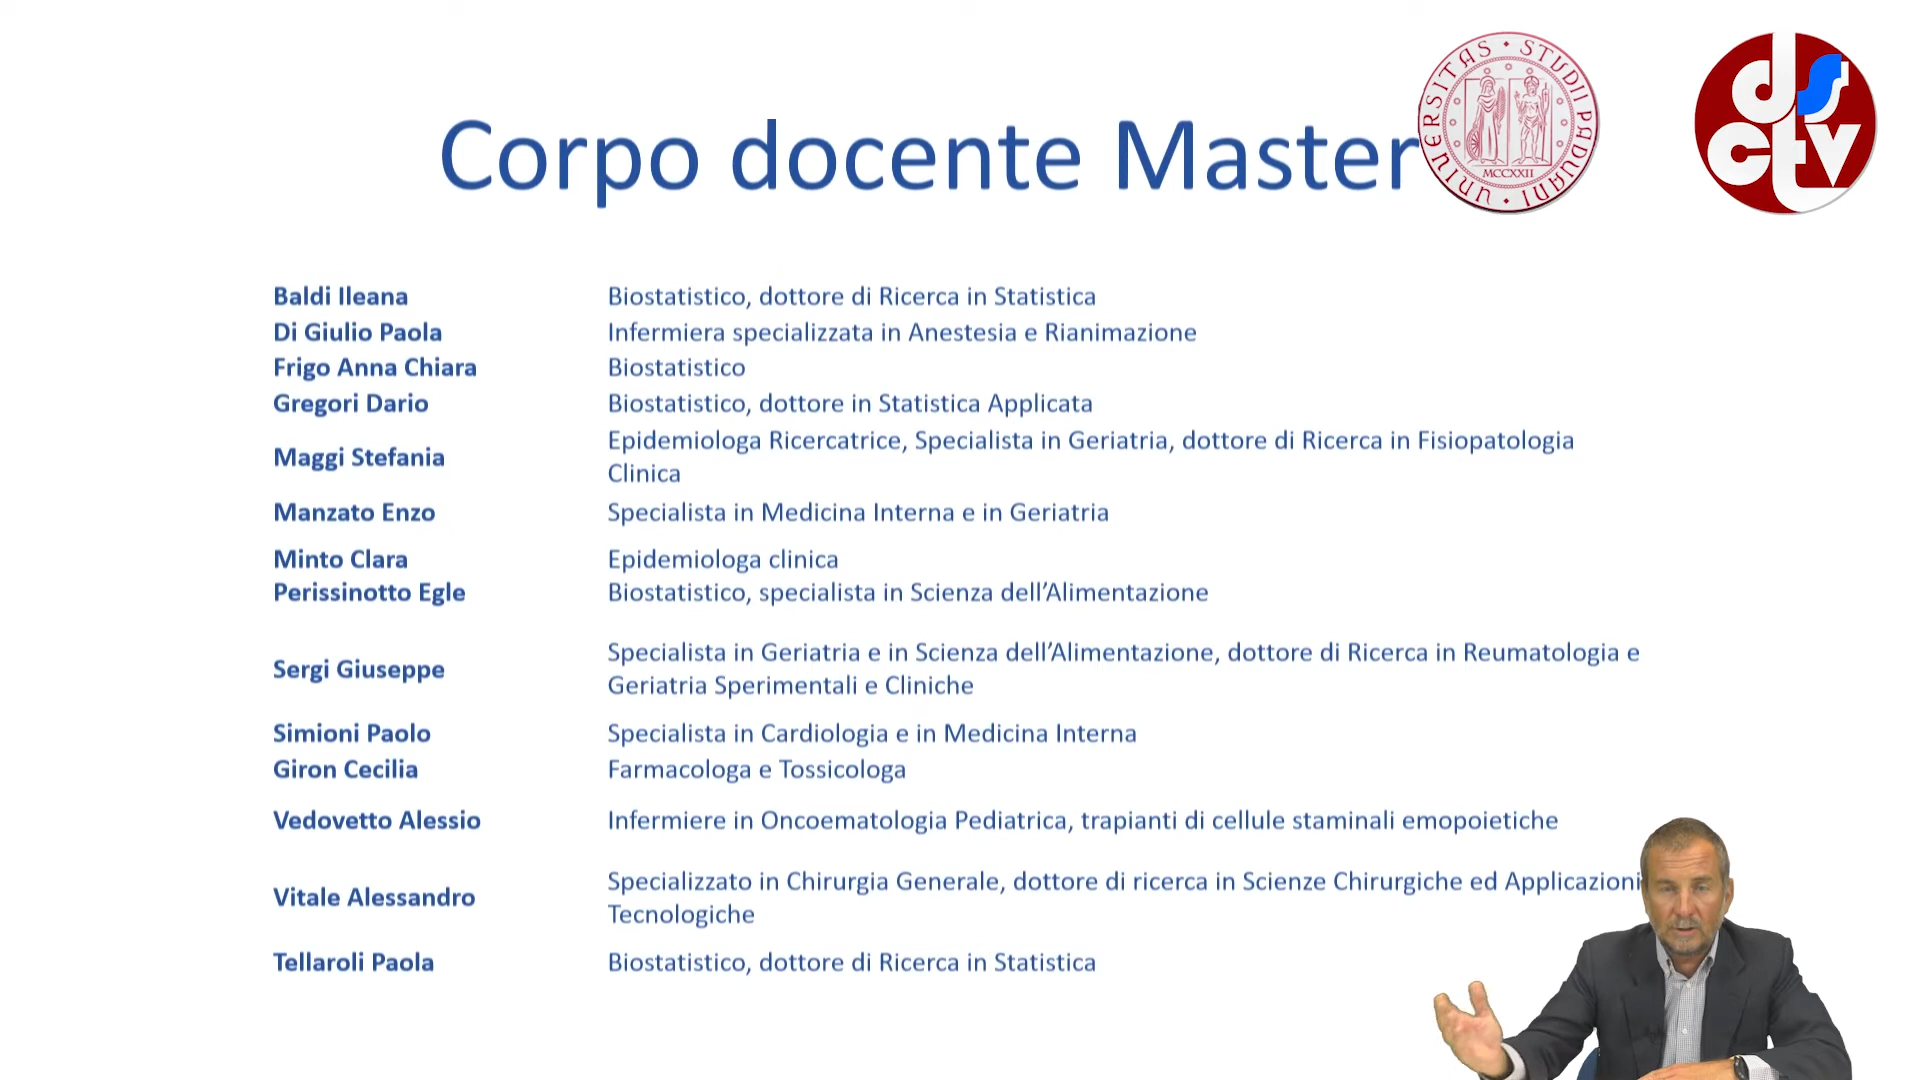 Corpo docente Master
UNIVERSITAS STUDII PADUANI
MCCXXII
dsctv
Baldi Ileana Biostatistico, dottore di Ricerca in Statistica
Di Giulio Paola Infermiera specializzata in Anestesia e Rianimazione
Frigo Anna Chiara Biostatistico
Gregori Dario Biostatistico, dottore in Statistica Applicata
Maggi Stefania Epidemiologa Ricercatrice, Specialista in Geriatria, dottore di Ricerca in Fisiopatologia
Clinica
Manzato Enzo Specialista in Medicina Interna e in Geriatria
Minto Clara Epidemiologa clinica
Perissinotto Egle Biostatistico, specialista in Scienza dell’Alimentazione
Sergi Giuseppe Specialista in Geriatria e in Scienza dell’Alimentazione, dottore di Ricerca in Reumatologia e
Geriatria Sperimentali e Cliniche
Simioni Paolo Specialista in Cardiologia e in Medicina Interna
Giron Cecilia Farmacologa e Tossicologa
Vedovetto Alessio Infermiere in Oncoematologia Pediatrica, trapianti di cellule staminali emopoietiche
Vitale Alessandro Specializzato in Chirurgia Generale, dottore di ricerca in Scienze Chirurgiche ed Applicazioni
Tecnologiche
Tellaroli Paola Biostatistico, dottore di Ricerca in Statistica